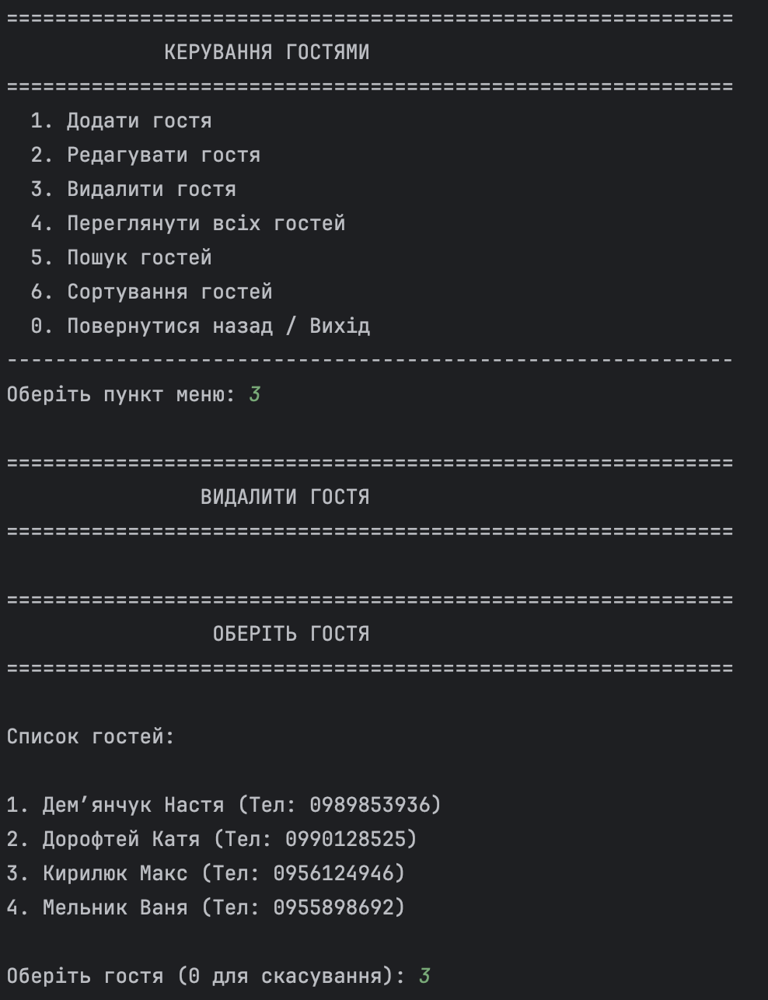 ============================================================
КЕРУВАННЯ ГОСТЯМИ
============================================================
1. Додати гостя
2. Редагувати гостя
3. Видалити гостя
4. Переглянути всіх гостей
5. Пошук гостей
6. Сортування гостей
0. Повернутися назад / Вихід
------------------------------------------------------------
Оберіть пункт меню: 3
============================================================
ВИДАЛИТИ ГОСТЯ
============================================================
============================================================
ОБЕРІТЬ ГОСТЯ
============================================================
Список гостей:
1. Дем’янчук Настя (Тел: 0989853936)
2. Дорофтей Катя (Тел: 0990128525)
3. Кирилюк Макс (Тел: 0956124946)
4. Мельник Ваня (Тел: 0955898692)
Оберіть гостя (0 для скасування): 3